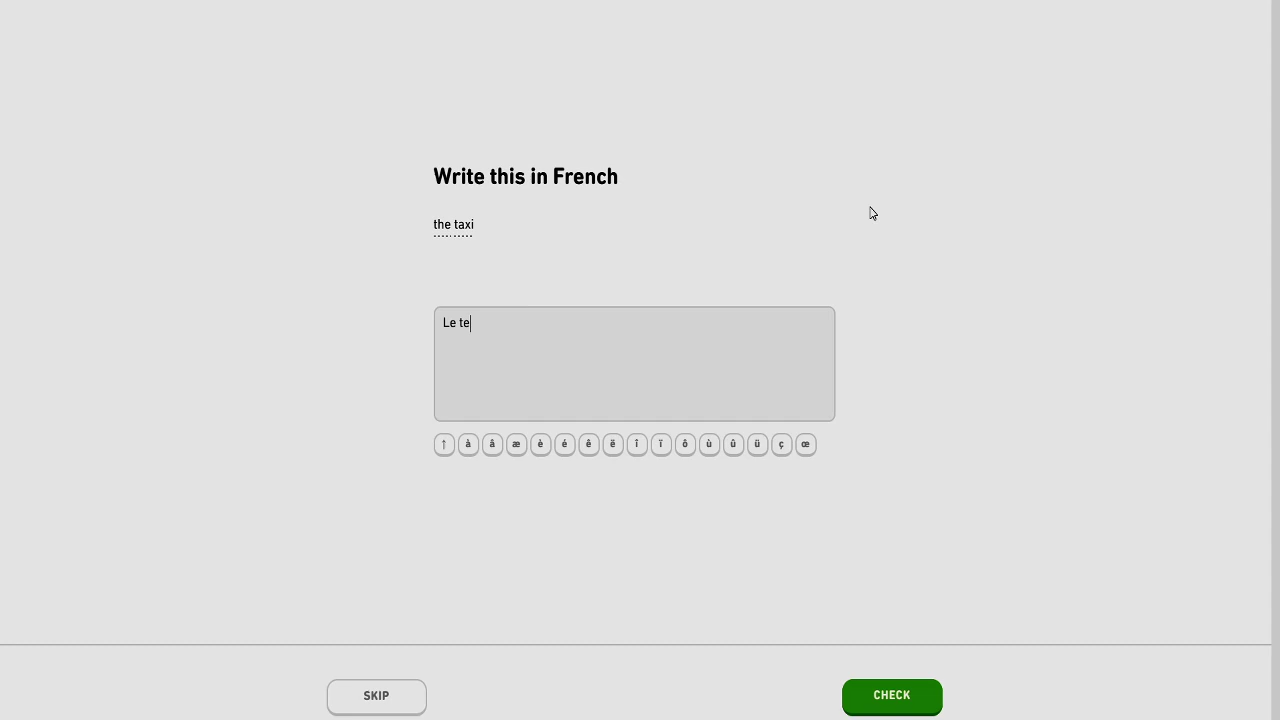 Write this in French
the taxi
Le te
↑ à â æ è é ê ë î ï ô ù û ü ç œ
SKIP
CHECK